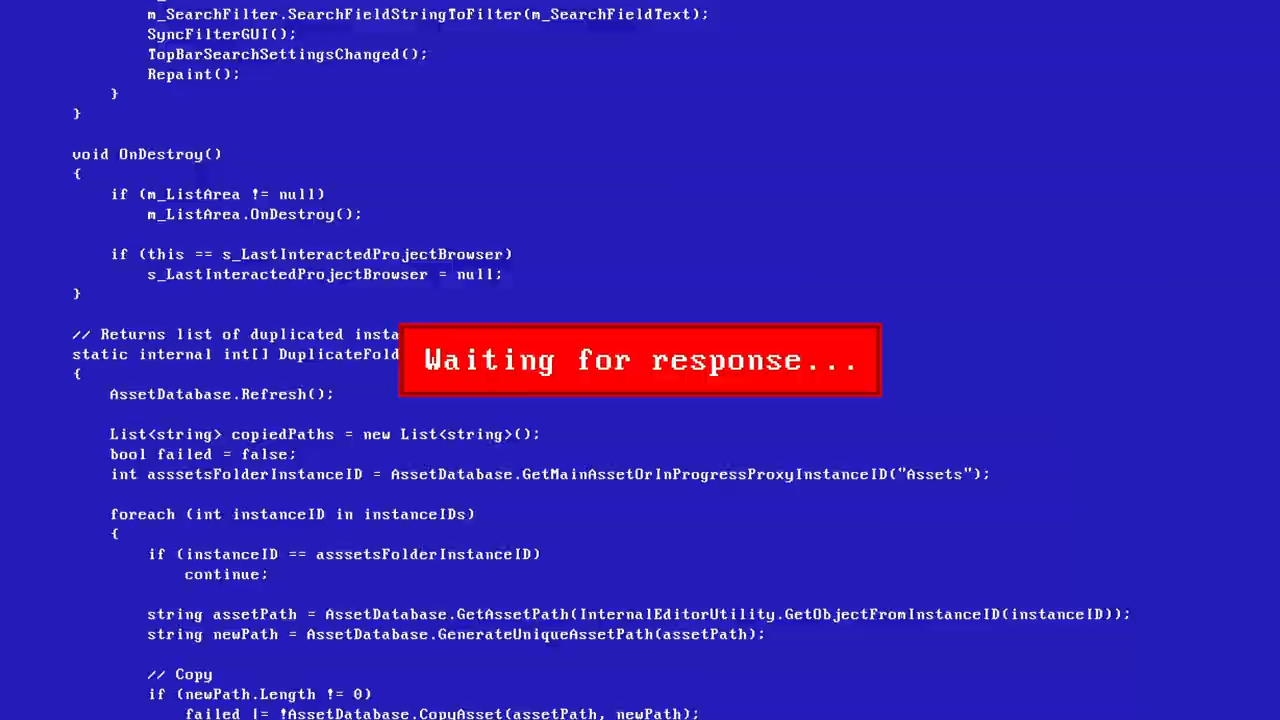 m_SearchFilter.SearchFieldStringToFilter(m_SearchFieldText);
SyncFilterGUI();
TopBarSearchSettingsChanged();
Repaint();
}
}
void OnDestroy()
{
if (m_ListArea != null)
m_ListArea.OnDestroy();
if (this == s_LastInteractedProjectBrowser)
s_LastInteractedProjectBrowser = null;
}
// Returns list of duplicated insta
static internal int[] DuplicateFold
Waiting for response...
{
AssetDatabase.Refresh();
List<string> copiedPaths = new List<string>();
bool failed = false;
int asssetsFolderInstanceID = AssetDatabase.GetMainAssetOrInProgressProxyInstanceID("Assets");
foreach (int instanceID in instanceIDs)
{
if (instanceID == asssetsFolderInstanceID)
continue;
string assetPath = AssetDatabase.GetAssetPath(InternalEditorUtility.GetObjectFromInstanceID(instanceID));
string newPath = AssetDatabase.GenerateUniqueAssetPath(assetPath);
// Copy
if (newPath.Length != 0)
failed |= !AssetDatabase.CopyAsset(assetPath, newPath);